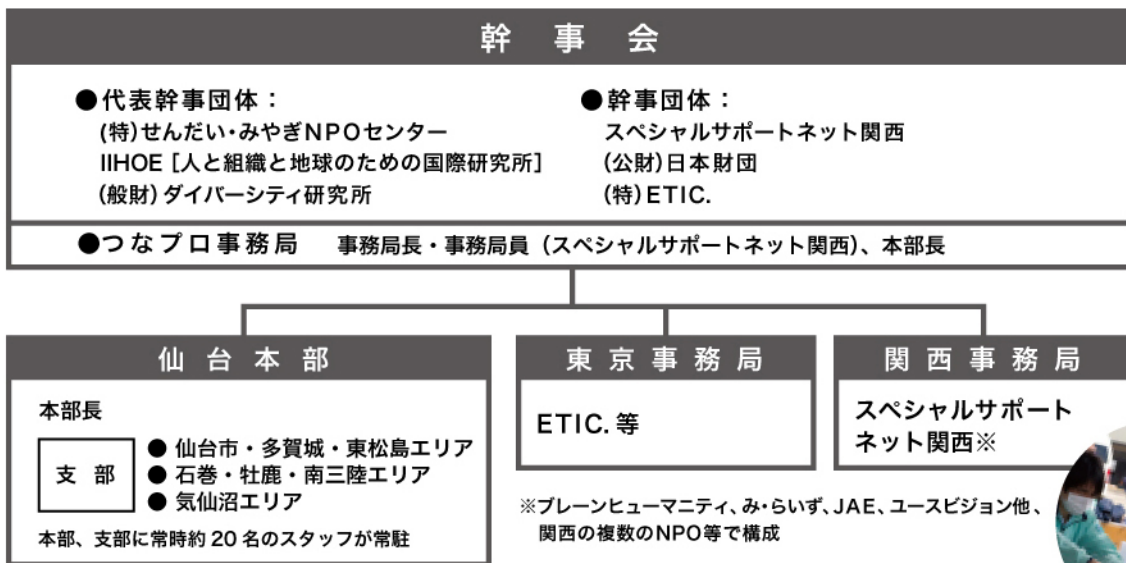 幹事会
●代表幹事団体：
(特)せんだい・みやぎNPOセンター
IIHOE [人と組織と地球のための国際研究所]
(般財)ダイバーシティ研究所
●幹事団体：
スペシャルサポートネット関西
(公財)日本財団
(特)ETIC.
●つなプロ事務局　事務局長・事務局員（スペシャルサポートネット関西）、本部長
仙台本部
本部長
支部
● 仙台市・多賀城・東松島エリア
● 石巻・牡鹿・南三陸エリア
● 気仙沼エリア
本部、支部に常時約20名のスタッフが常駐
東京事務局
ETIC.等
関西事務局
スペシャルサポート
ネット関西※
※ブレーンヒューマニティ、み・らいず、JAE、ユースビジョン他、
関西の複数のNPO等で構成